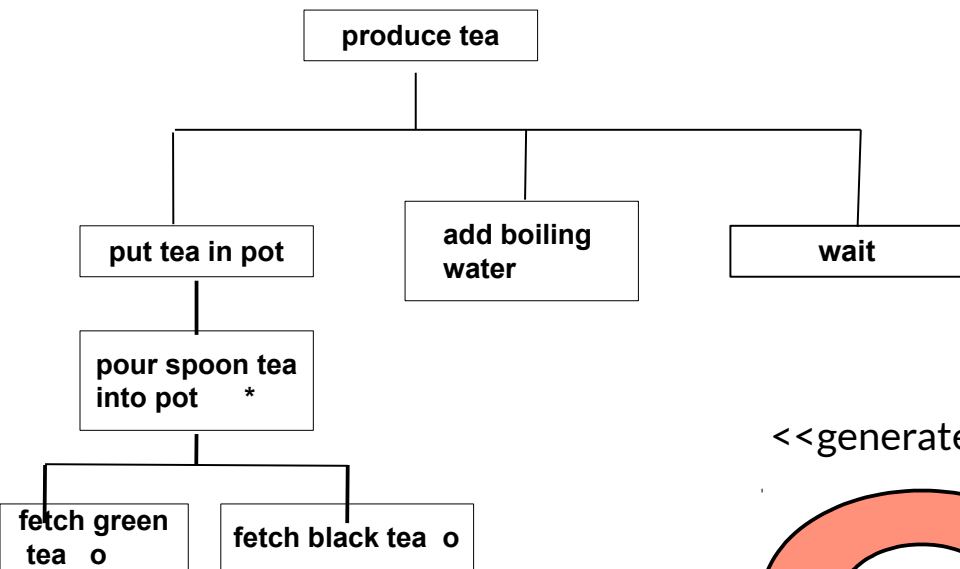 produce tea
put tea in pot
add boiling
water
wait
pour spoon tea
into pot *
<<generate
fetch green
tea o
fetch black tea o